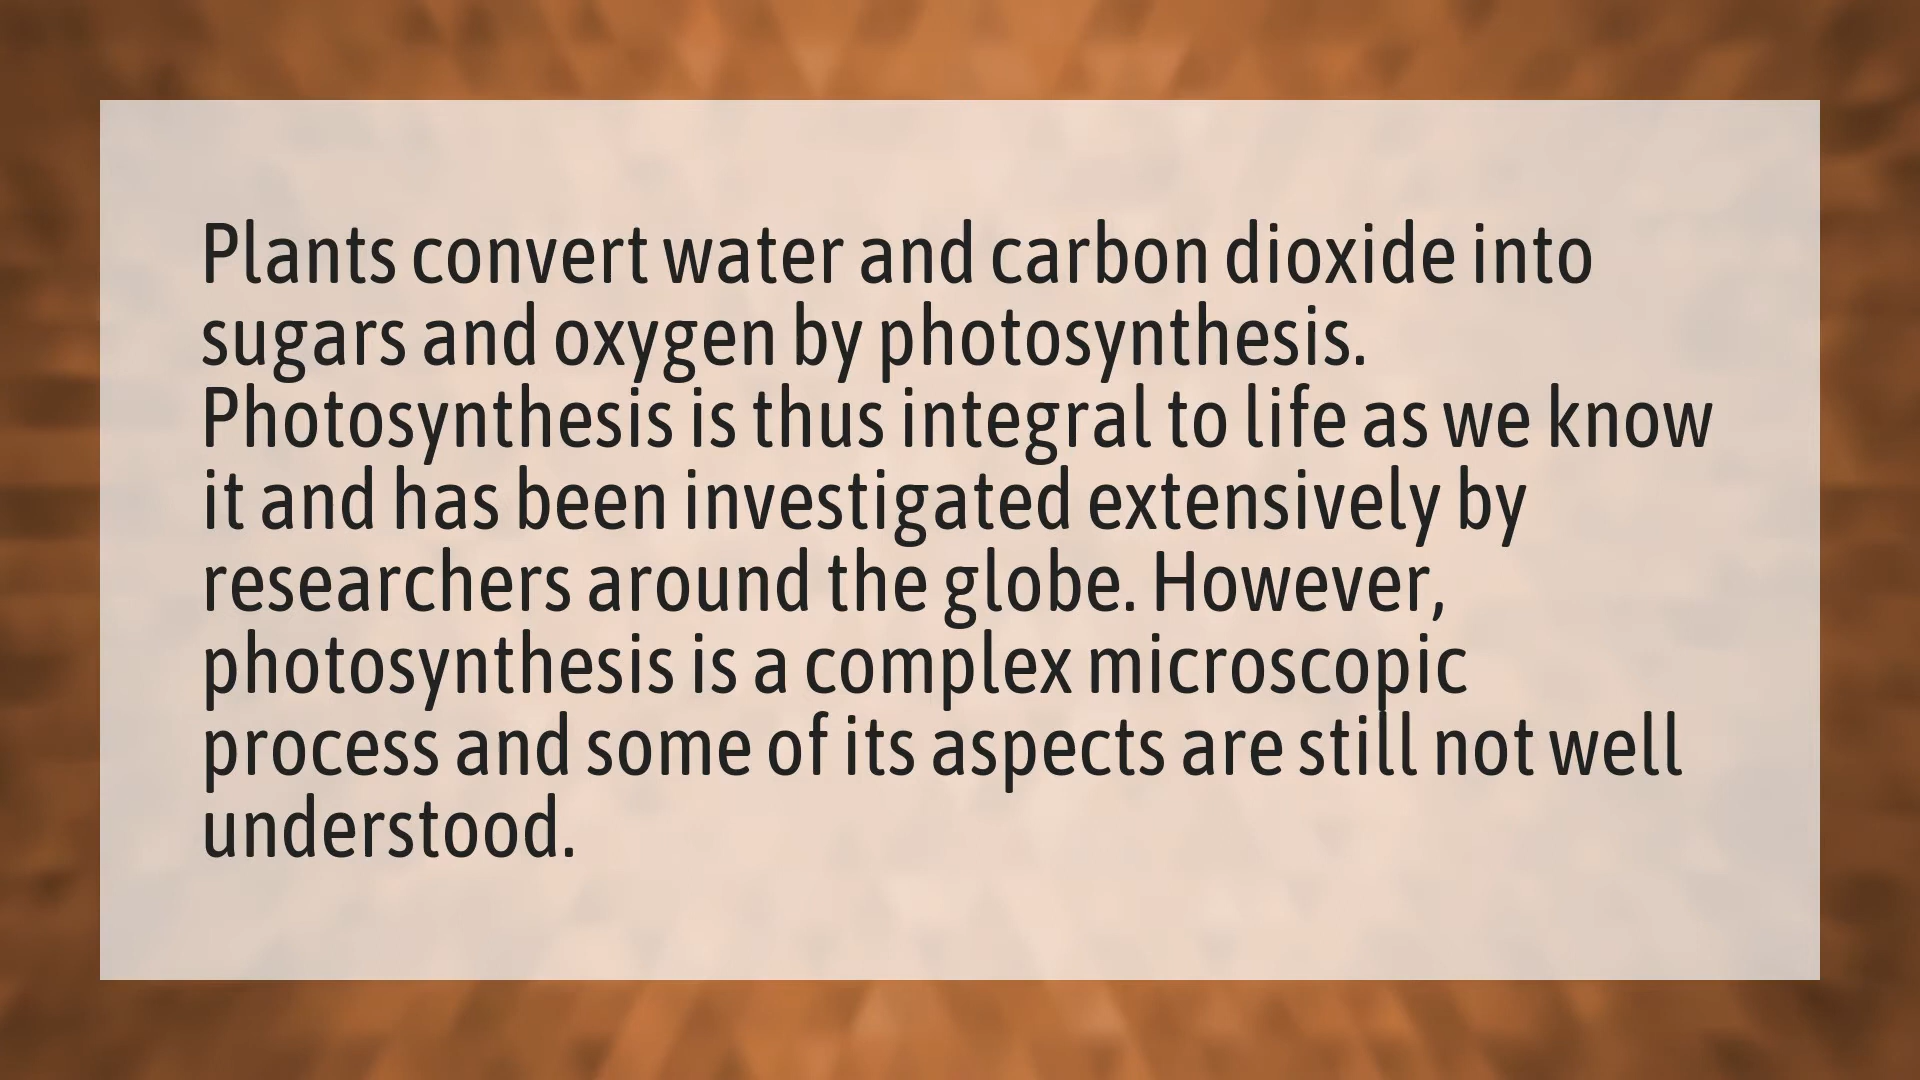 Plants convert water and carbon dioxide into
sugars and oxygen by photosynthesis.
Photosynthesis is thus integral to life as we know
it and has been investigated extensively by
researchers around the globe. However,
photosynthesis is a complex microscopic
process and some of its aspects are still not well
understood.